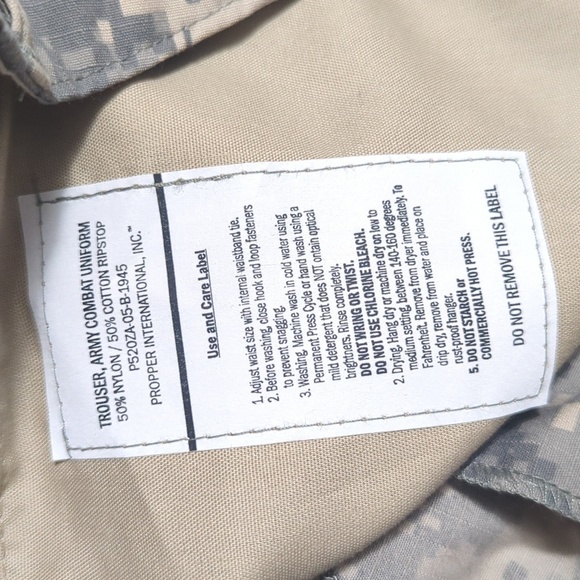 TROUSER, ARMY COMBAT UNIFORM
50% NYLON / 50% COTTON RIPSTOP
P520ZA-05-B-1945
PROPPER INTERNATIONAL, INC.™
Use and Care Label
1. Adjust waist size with internal waistband tie.
2. Before washing, close hook and loop fasteners
to prevent snagging.
3. Washing. Machine wash in cold water using
Permanent Press Cycle or hand wash using a
mild detergent that does NOT ontain optical
brightnrs. Rinse completely.
DO NOT WRING OR TWIST.
DO NOT USE CHLORINE BLEACH.
2. Drying. Hang dry or machine dry on low to
medium setting, between 140-160 degrees
Fahrenheit. Remove from dryer immediately. To
drip dry, remove from water and place on
rust-proof hanger.
5. DO NOT STARCH or
COMMERCIALLY HOT PRESS.
DO NOT REMOVE THIS LABEL